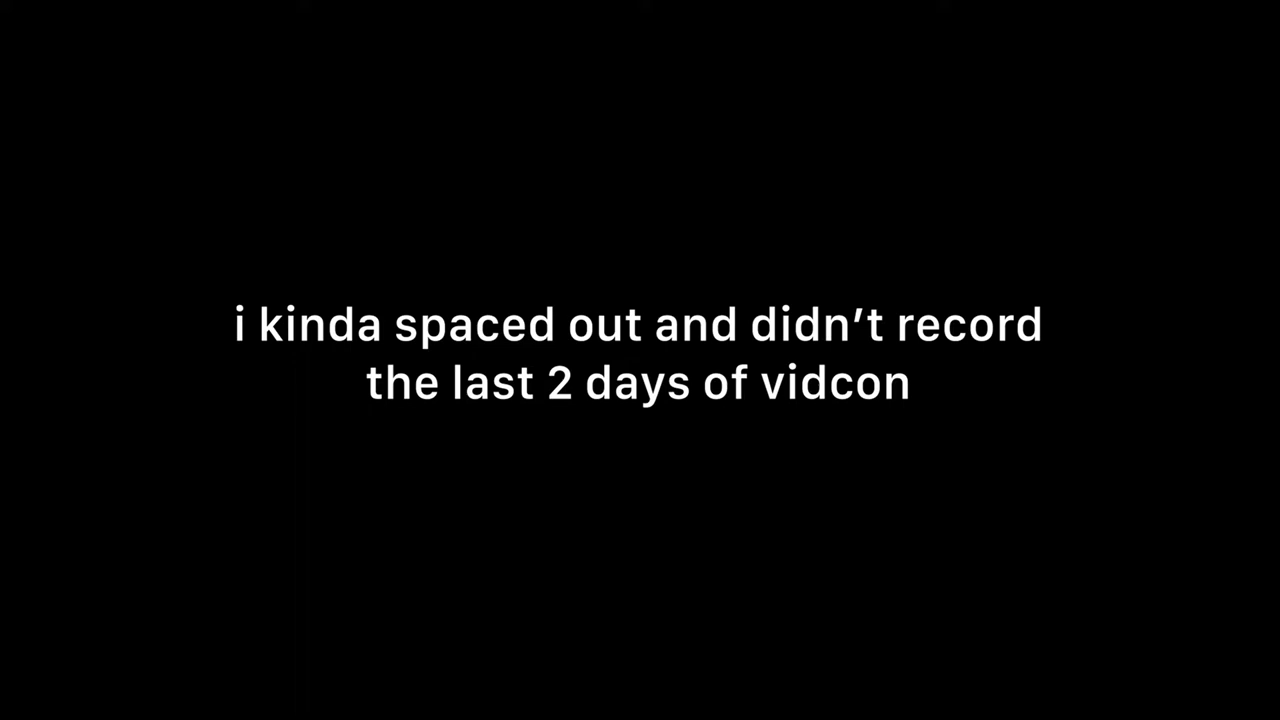 i kinda spaced out and didn’t record
the last 2 days of vidcon